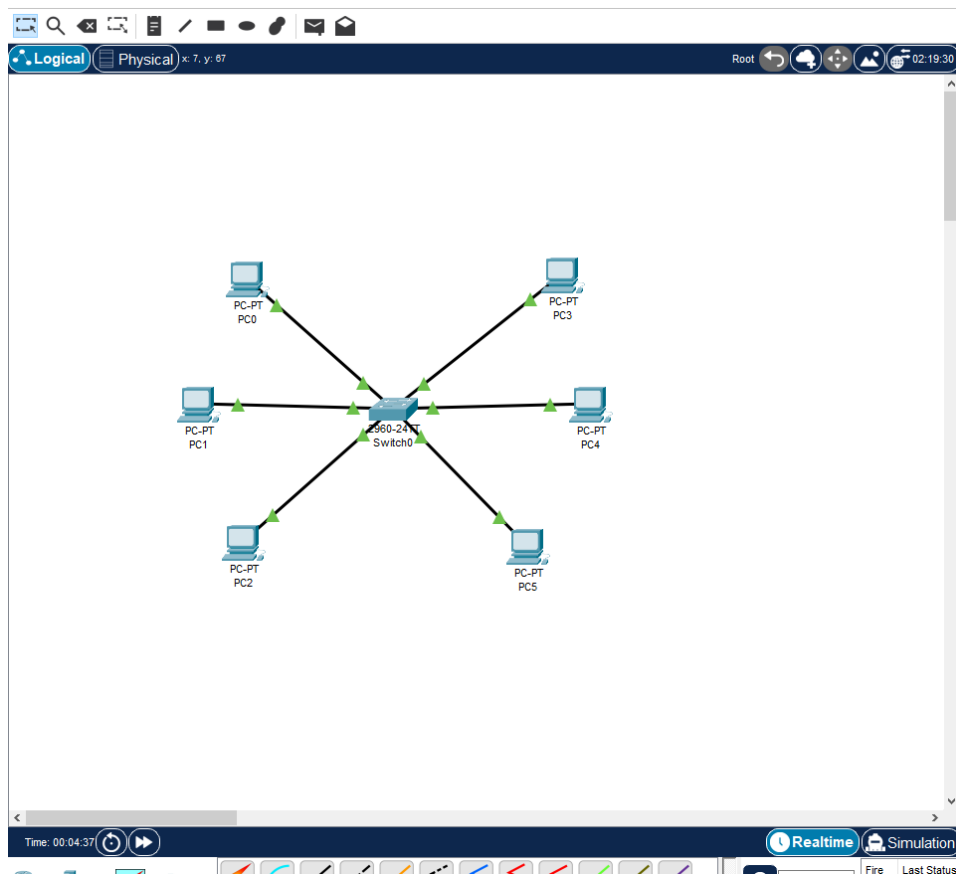 Logical Physical x: 7, y: 67 Root 02:19:30
PC-PT
PC0
PC-PT
PC3
PC-PT
PC1
2960-24TT
Switch0
PC-PT
PC4
PC-PT
PC2
PC-PT
PC5
Time: 00:04:37 Realtime Simulation
Fire Last Status